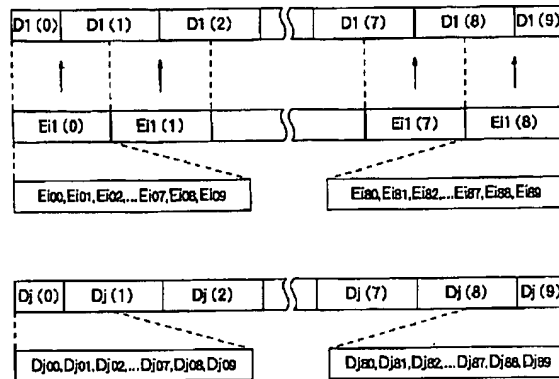 D1 (0) D1 (1) D1 (2) D1 (7) D1 (8) D1 (9)
Ei1 (0) Ei1 (1) Ei1 (7) Ei1 (8)
Ei00,Ei01,Ei02,...Ei07,Ei08,Ei09 Ei80,Ei81,Ei82,...Ei87,Ei88,Ei89
Dj (0) Dj (1) Dj (2) Dj (7) Dj (8) Dj (9)
Dj00,Dj01,Dj02,...Dj07,Dj08,Dj09 Dj80,Dj81,Dj82,...Dj87,Dj88,Dj89